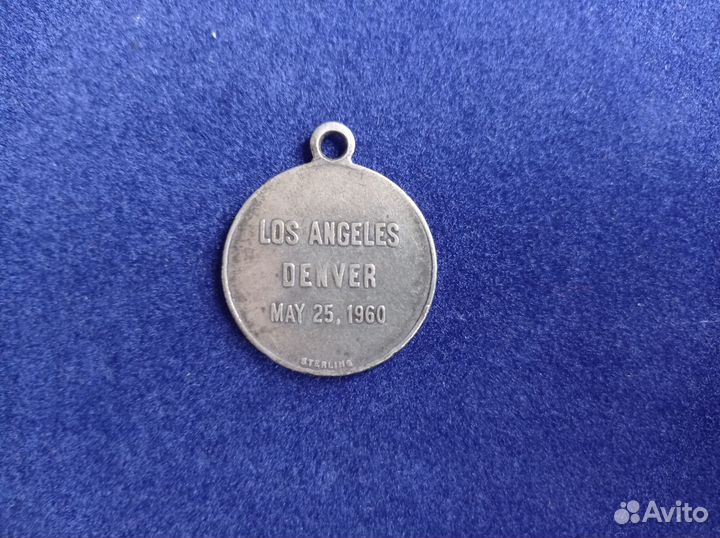 LOS ANGELES
DENVER
MAY 25, 1960
STERLING
Avito